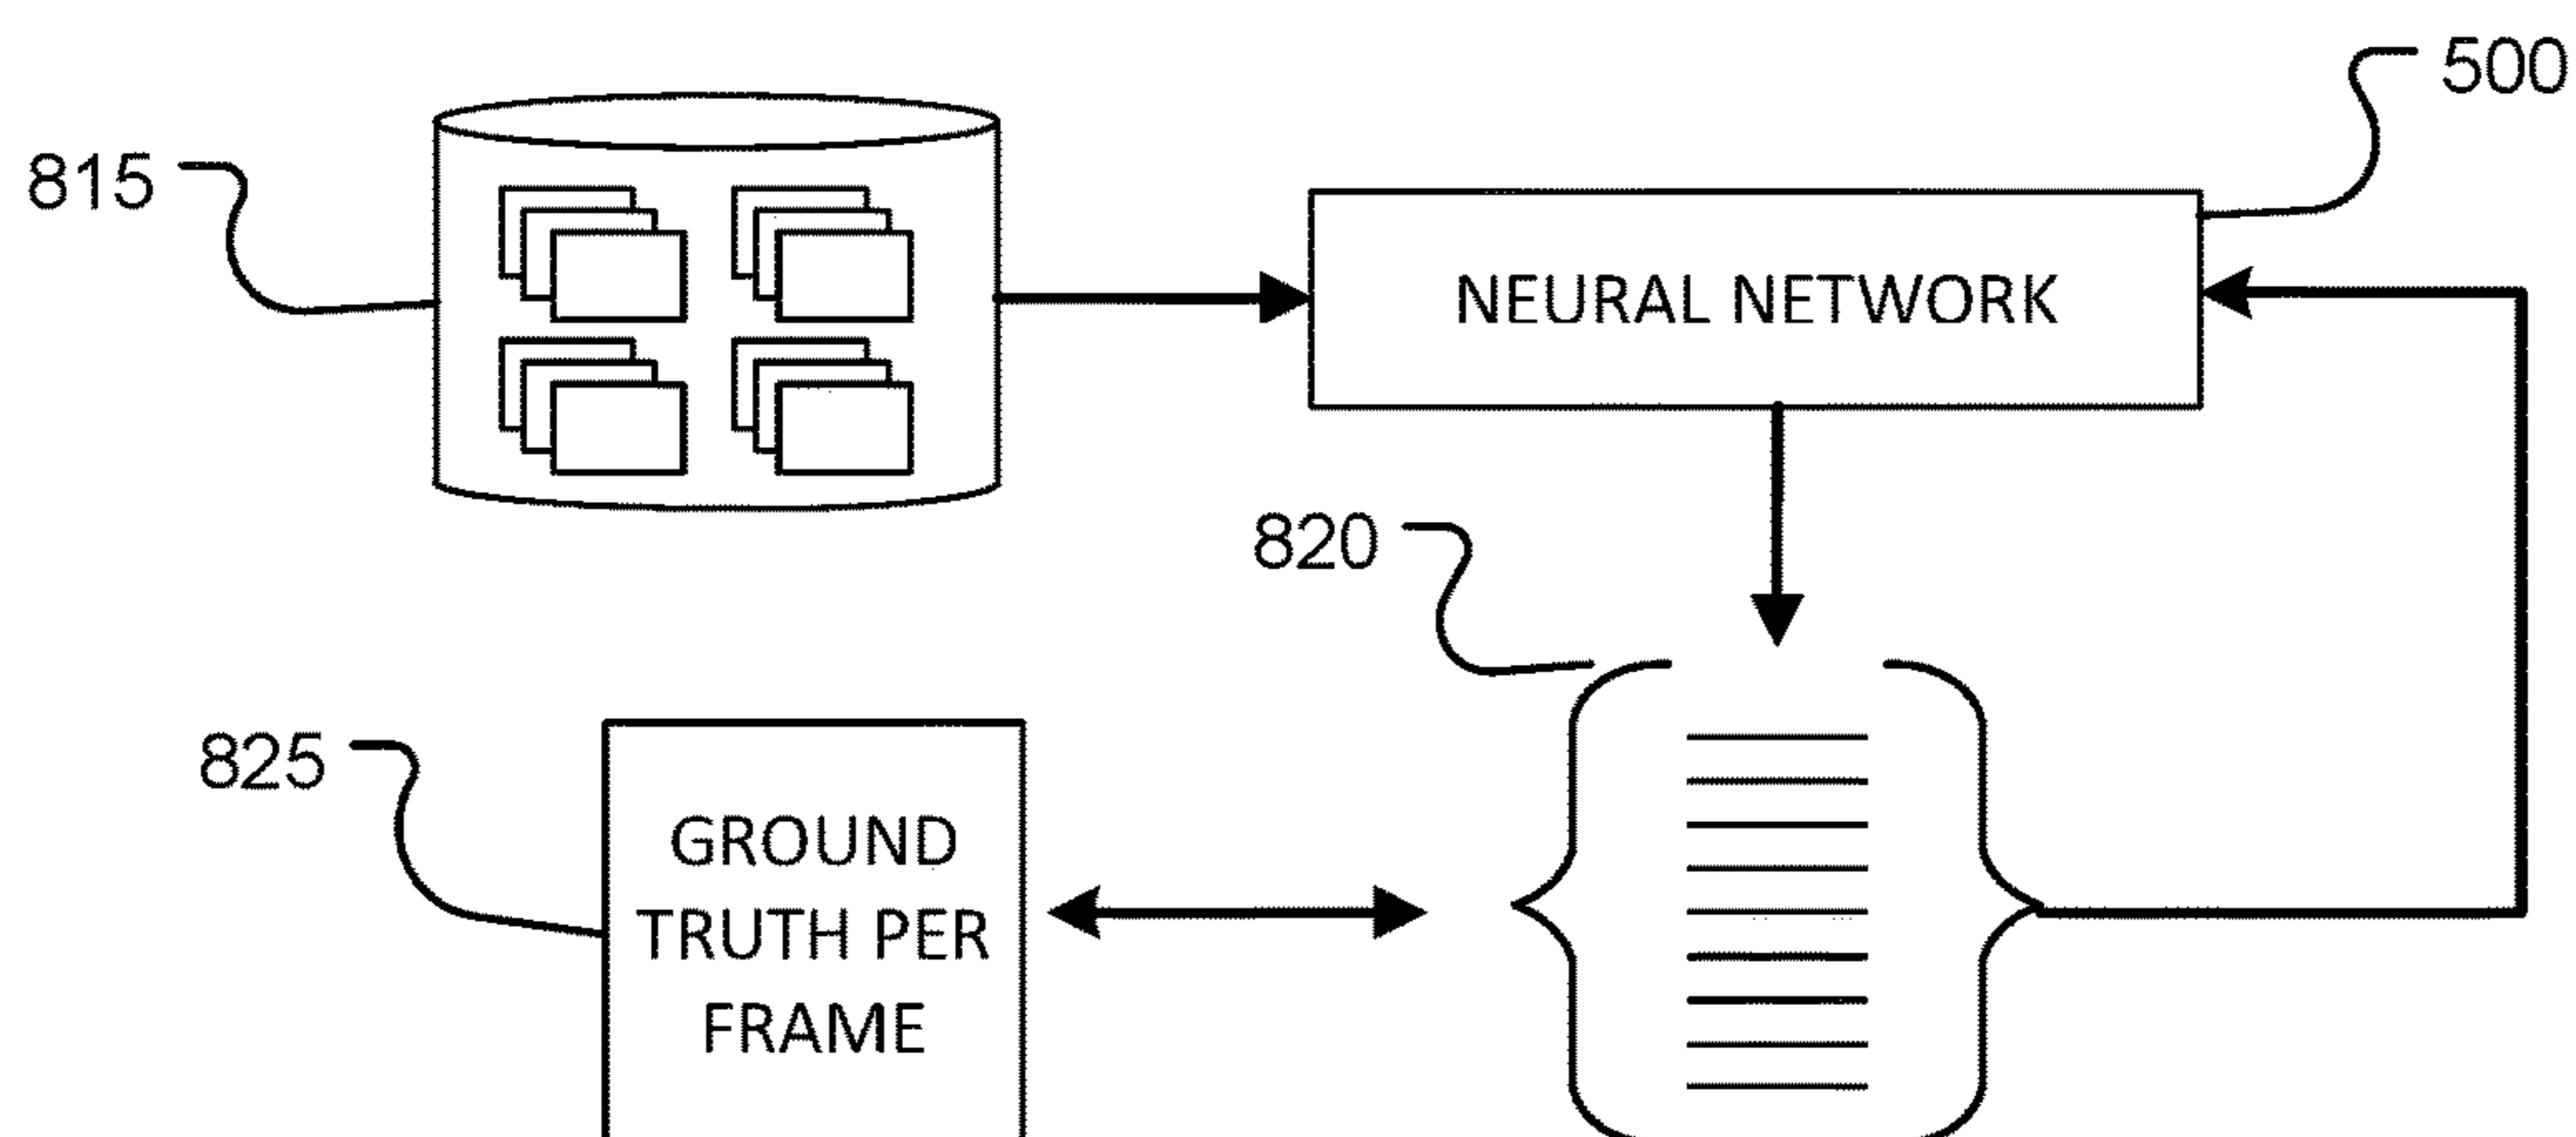 500
815
NEURAL NETWORK
820
825
GROUND
TRUTH PER
FRAME